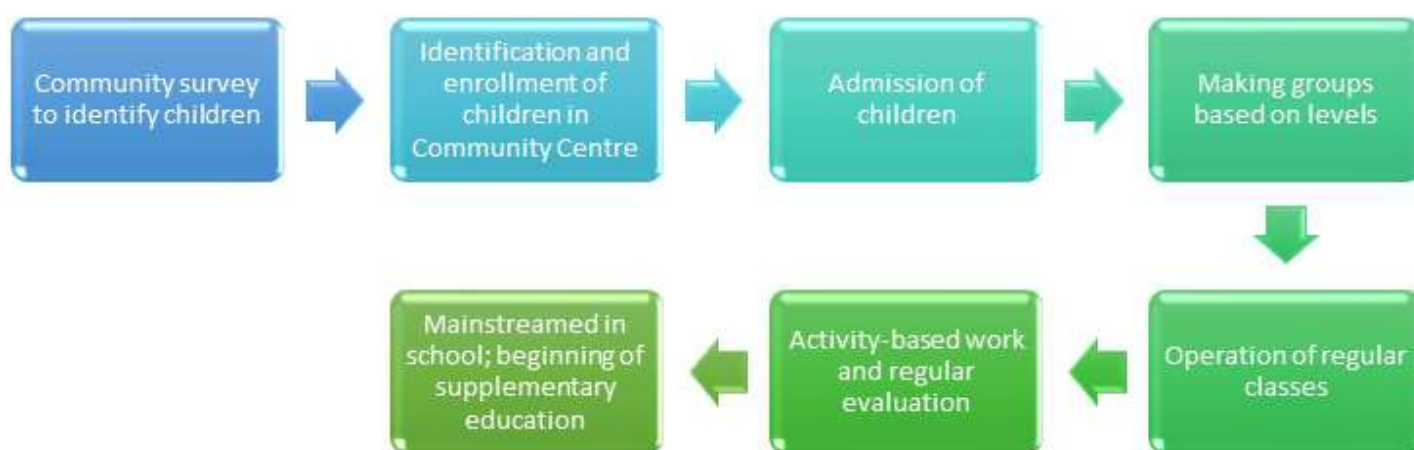 Community survey
to identify children
Identification and
enrollment of
children in
Community Centre
Admission of
children
Making groups
based on levels
Operation of regular
classes
Activity-based work
and regular
evaluation
Mainstreamed in
school; beginning of
supplementary
education